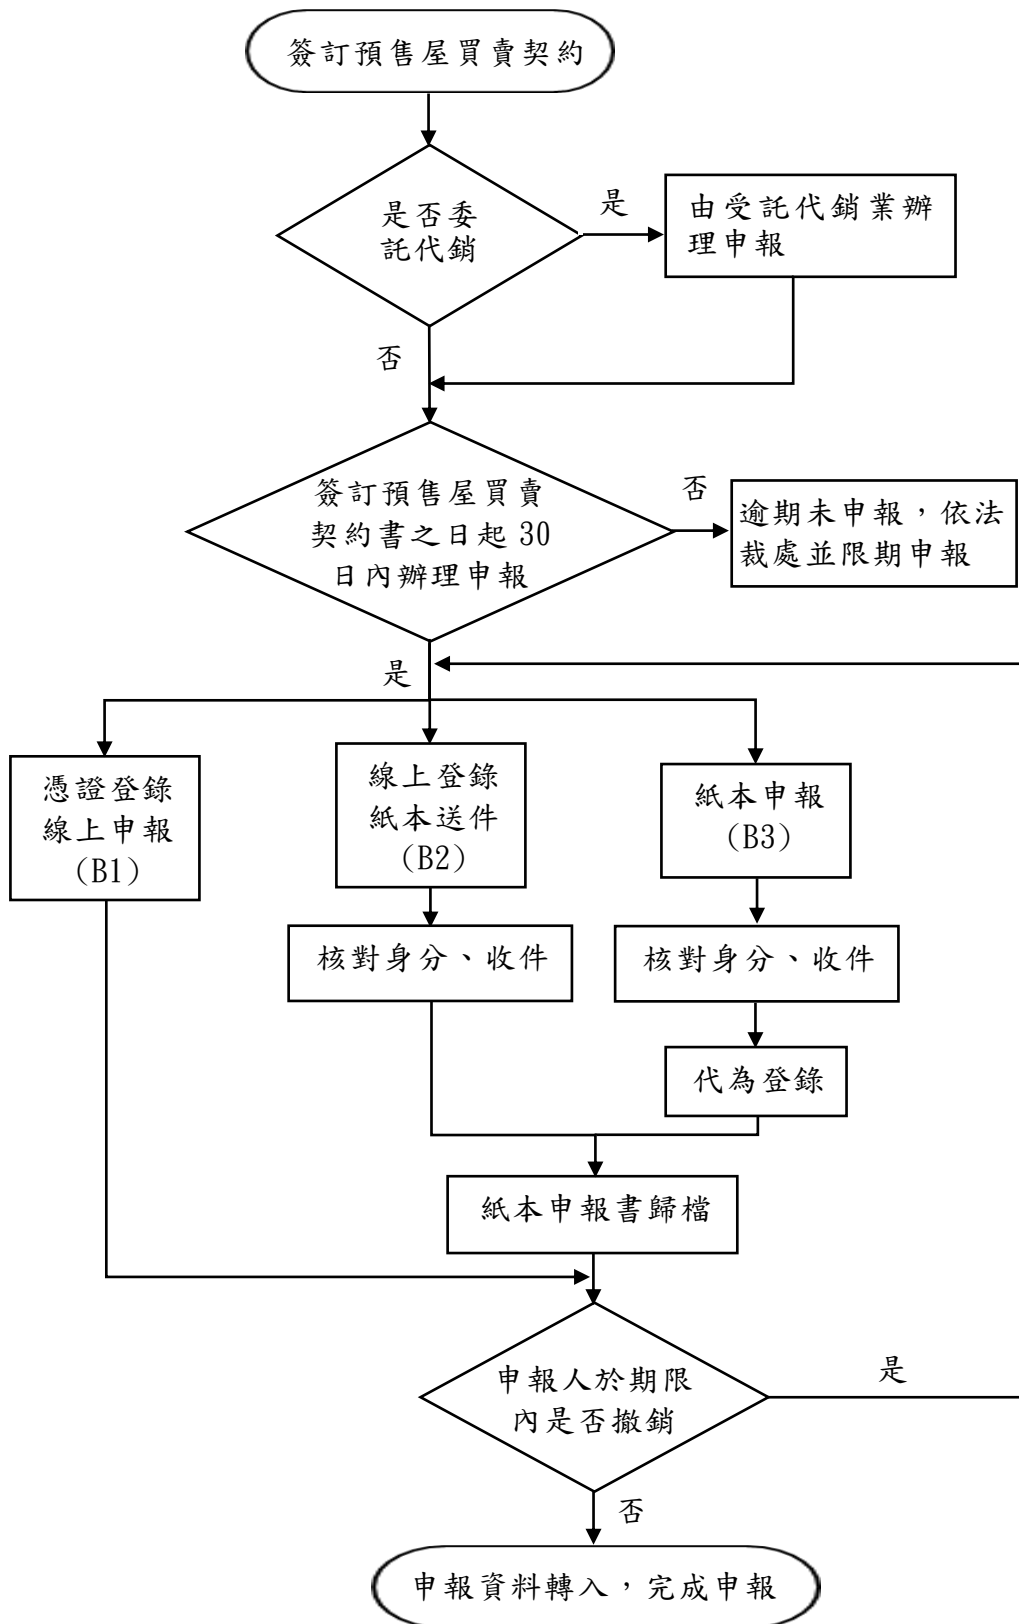 簽訂預售屋買賣契約
是否委
託代銷
是
由受託代銷業辦
理申報
否
簽訂預售屋買賣
契約書之日起 30
日內辦理申報
否
逾期未申報，依法
裁處並限期申報
是
憑證登錄
線上申報
(B1)
線上登錄
紙本送件
(B2)
紙本申報
(B3)
核對身分、收件
核對身分、收件
代為登錄
紙本申報書歸檔
申報人於期限
內是否撤銷
是
否
申報資料轉入，完成申報